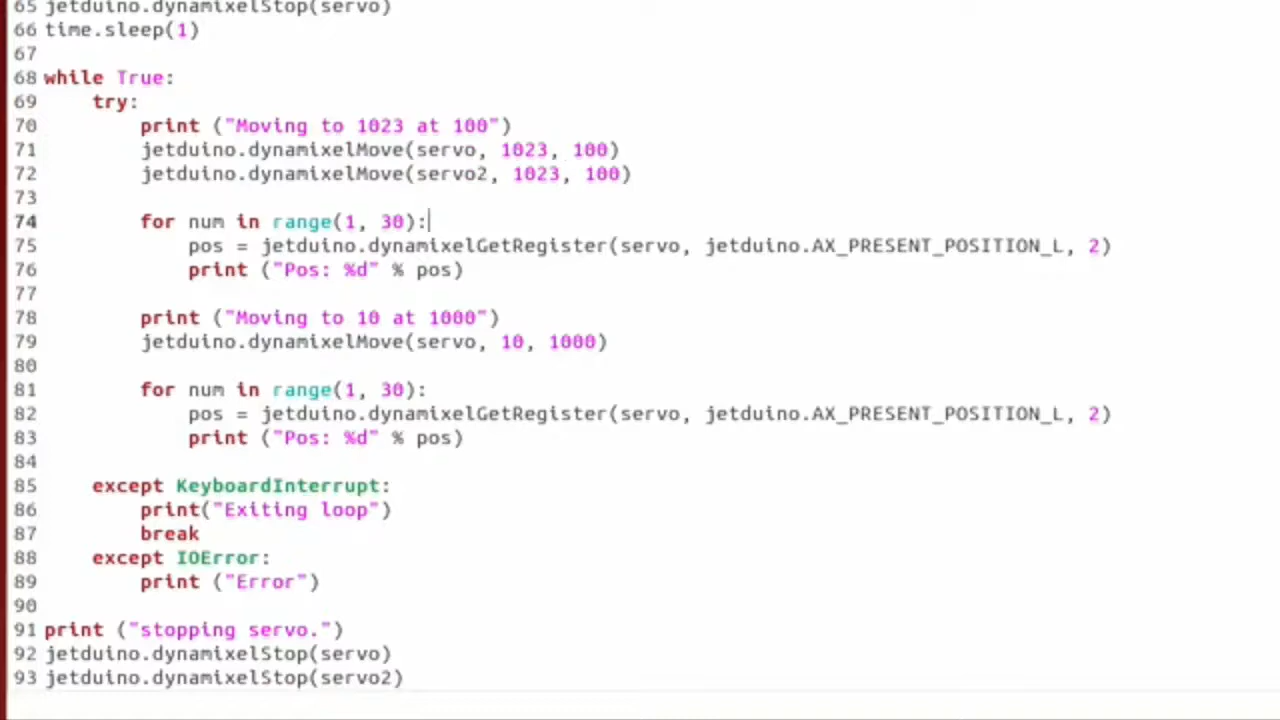 65 jetduino.dynamixelStop(servo)
66 time.sleep(1)
67
68 while True:
69     try:
70         print ("Moving to 1023 at 100")
71         jetduino.dynamixelMove(servo, 1023, 100)
72         jetduino.dynamixelMove(servo2, 1023, 100)
73
74         for num in range(1, 30):
75             pos = jetduino.dynamixelGetRegister(servo, jetduino.AX_PRESENT_POSITION_L, 2)
76             print ("Pos: %d" % pos)
77
78         print ("Moving to 10 at 1000")
79         jetduino.dynamixelMove(servo, 10, 1000)
80
81         for num in range(1, 30):
82             pos = jetduino.dynamixelGetRegister(servo, jetduino.AX_PRESENT_POSITION_L, 2)
83             print ("Pos: %d" % pos)
84
85     except KeyboardInterrupt:
86         print("Exiting loop")
87         break
88     except IOError:
89         print ("Error")
90
91 print ("stopping servo.")
92 jetduino.dynamixelStop(servo)
93 jetduino.dynamixelStop(servo2)